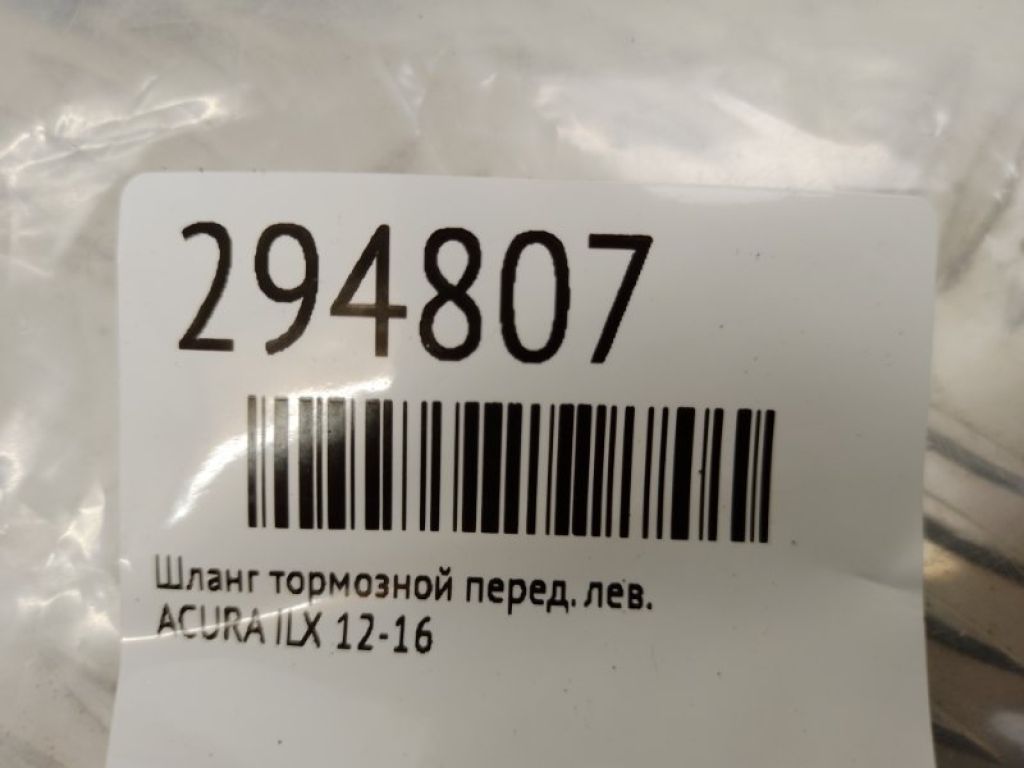 294807
Шланг тормозной перед. лев.
ACURA ILX 12-16